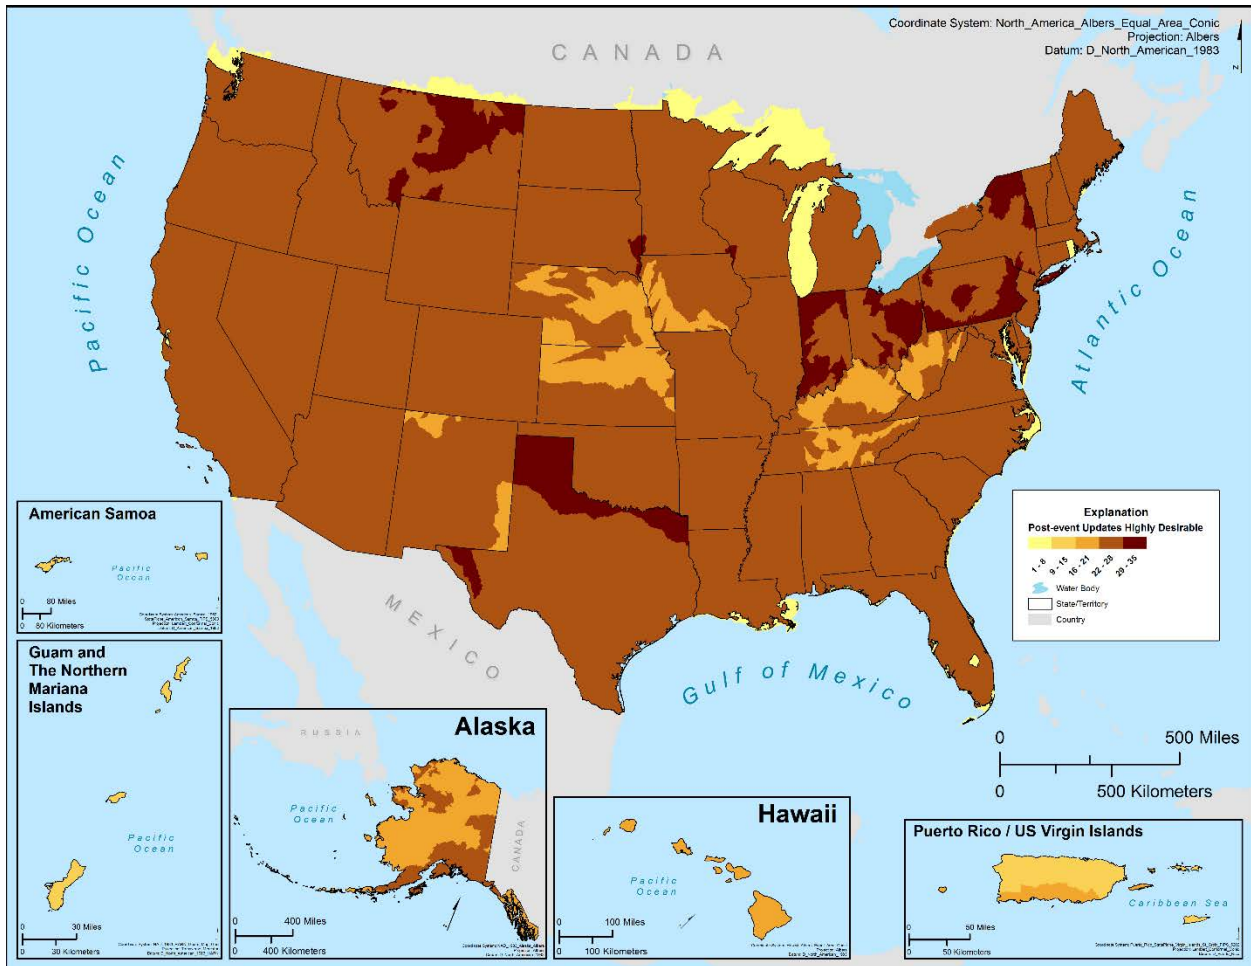 Coordinate System: North_America_Albers_Equal_Area_Conic
Projection: Albers
Datum: D_North_American_1983
N
CANADA
Pacific Ocean
Atlantic Ocean
MEXICO
Gulf of Mexico
Explanation
Post-event Updates Highly Desirable
1 - 8
9 - 15
16 - 21
22 - 28
29 - 35
Water Body
State/Territory
Country
0 500 Miles
0 500 Kilometers
American Samoa
Pacific
Ocean
0 80 Miles
0 80 Kilometers
Guam and
The Northern
Mariana
Islands
Pacific
Ocean
0 30 Miles
0 30 Kilometers
Alaska
RUSSIA
Pacific
Ocean
CANADA
0 400 Miles
0 400 Kilometers
Hawaii
Pacific
Ocean
0 100 Miles
0 100 Kilometers
Puerto Rico / US Virgin Islands
Caribbean Sea
0 50 Miles
0 50 Kilometers